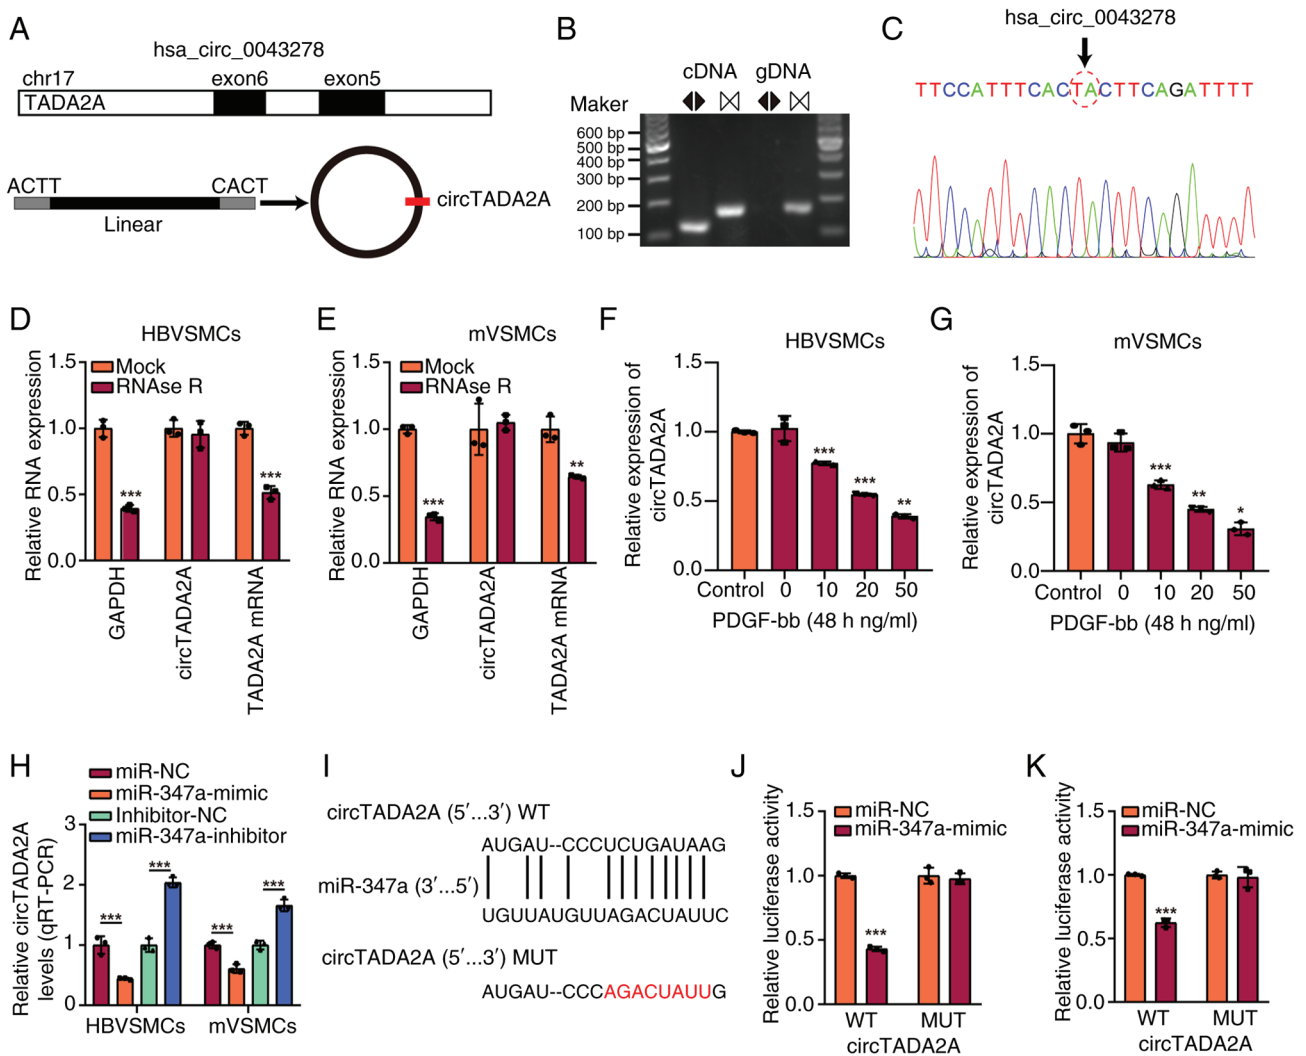 A
hsa_circ_0043278
chr17
exon6
exon5
TADA2A
ACTT
CACT
Linear
circTADA2A
B
cDNA
gDNA
Maker
600 bp
500 bp
400 bp
300 bp
200 bp
100 bp
C
hsa_circ_0043278
TTCCATTTCACTACTTCAGATTTT
D
HBVSMCs
Relative RNA expression
1.5
1.0
0.5
0.0
Mock
RNAse R
***
***
GAPDH
circTADA2A
TADA2A mRNA
E
mVSMCs
Relative RNA expression
1.5
1.0
0.5
0.0
Mock
RNAse R
***
**
GAPDH
circTADA2A
TADA2A mRNA
F
HBVSMCs
Relative expression of
circTADA2A
1.5
1.0
0.5
0.0
***
***
**
Control 0 10 20 50
PDGF-bb (48 h ng/ml)
G
mVSMCs
Relative expression of
circTADA2A
1.5
1.0
0.5
0.0
***
**
*
Control 0 10 20 50
PDGF-bb (48 h ng/ml)
H
miR-NC
miR-347a-mimic
Inhibitor-NC
miR-347a-inhibitor
Relative circTADA2A
levels (qRT-PCR)
3
2
1
0
***
***
***
***
HBVSMCs
mVSMCs
I
circTADA2A (5′...3′) WT
AUGAU--CCCUCUGAUAAG
miR-347a (3′...5′)
UGUUAUGUUAGACUAUUC
circTADA2A (5′...3′) MUT
AUGAU--CCCAGACUAUUG
J
Relative luciferase activity
1.5
1.0
0.5
0.0
miR-NC
miR-347a-mimic
***
WT
MUT
circTADA2A
K
Relative luciferase activity
1.5
1.0
0.5
0.0
miR-NC
miR-347a-mimic
***
WT
MUT
circTADA2A